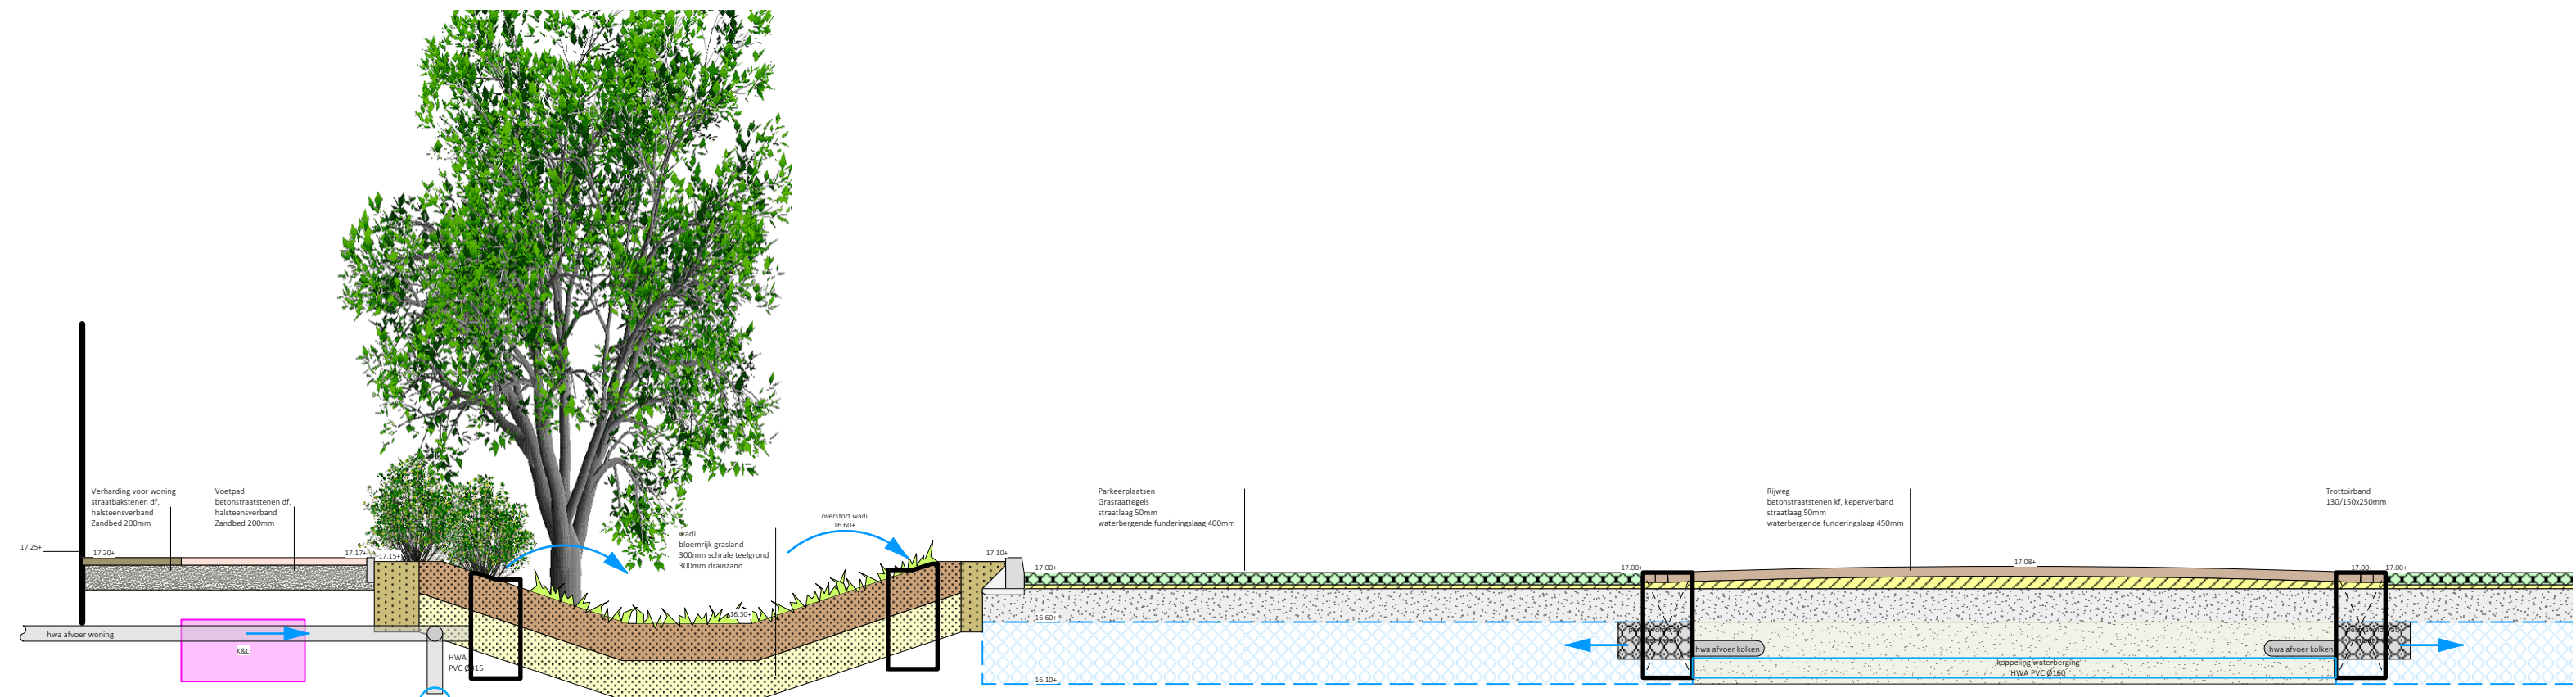 Verharding voor woning
straatbakstenen df,
halsteensverband
Zandbed 200mm
Voetpad
betonstraatstenen df,
halsteensverband
Zandbed 200mm
17.25+
17.20+
17.17+
17.15+
hwa afvoer woning
K&L
HWA
PVC Ø315
wadi
bloemrijk grasland
300mm schrale teelgrond
300mm drainzand
overstort wadi
16.60+
16.30+
17.10+
17.00+
Parkeerplaatsen
Grasraattegels
straatlaag 50mm
waterbergende funderingslaag 400mm
16.60+
16.10+
17.00+
Rijweg
betonstraatstenen kf, keperverband
straatlaag 50mm
waterbergende funderingslaag 450mm
17.08+
hwa afvoer kolken
koppeling waterberging
HWA PVC Ø160
hwa afvoer kolken
Trottoirband
130/150x250mm
17.00+
17.00+